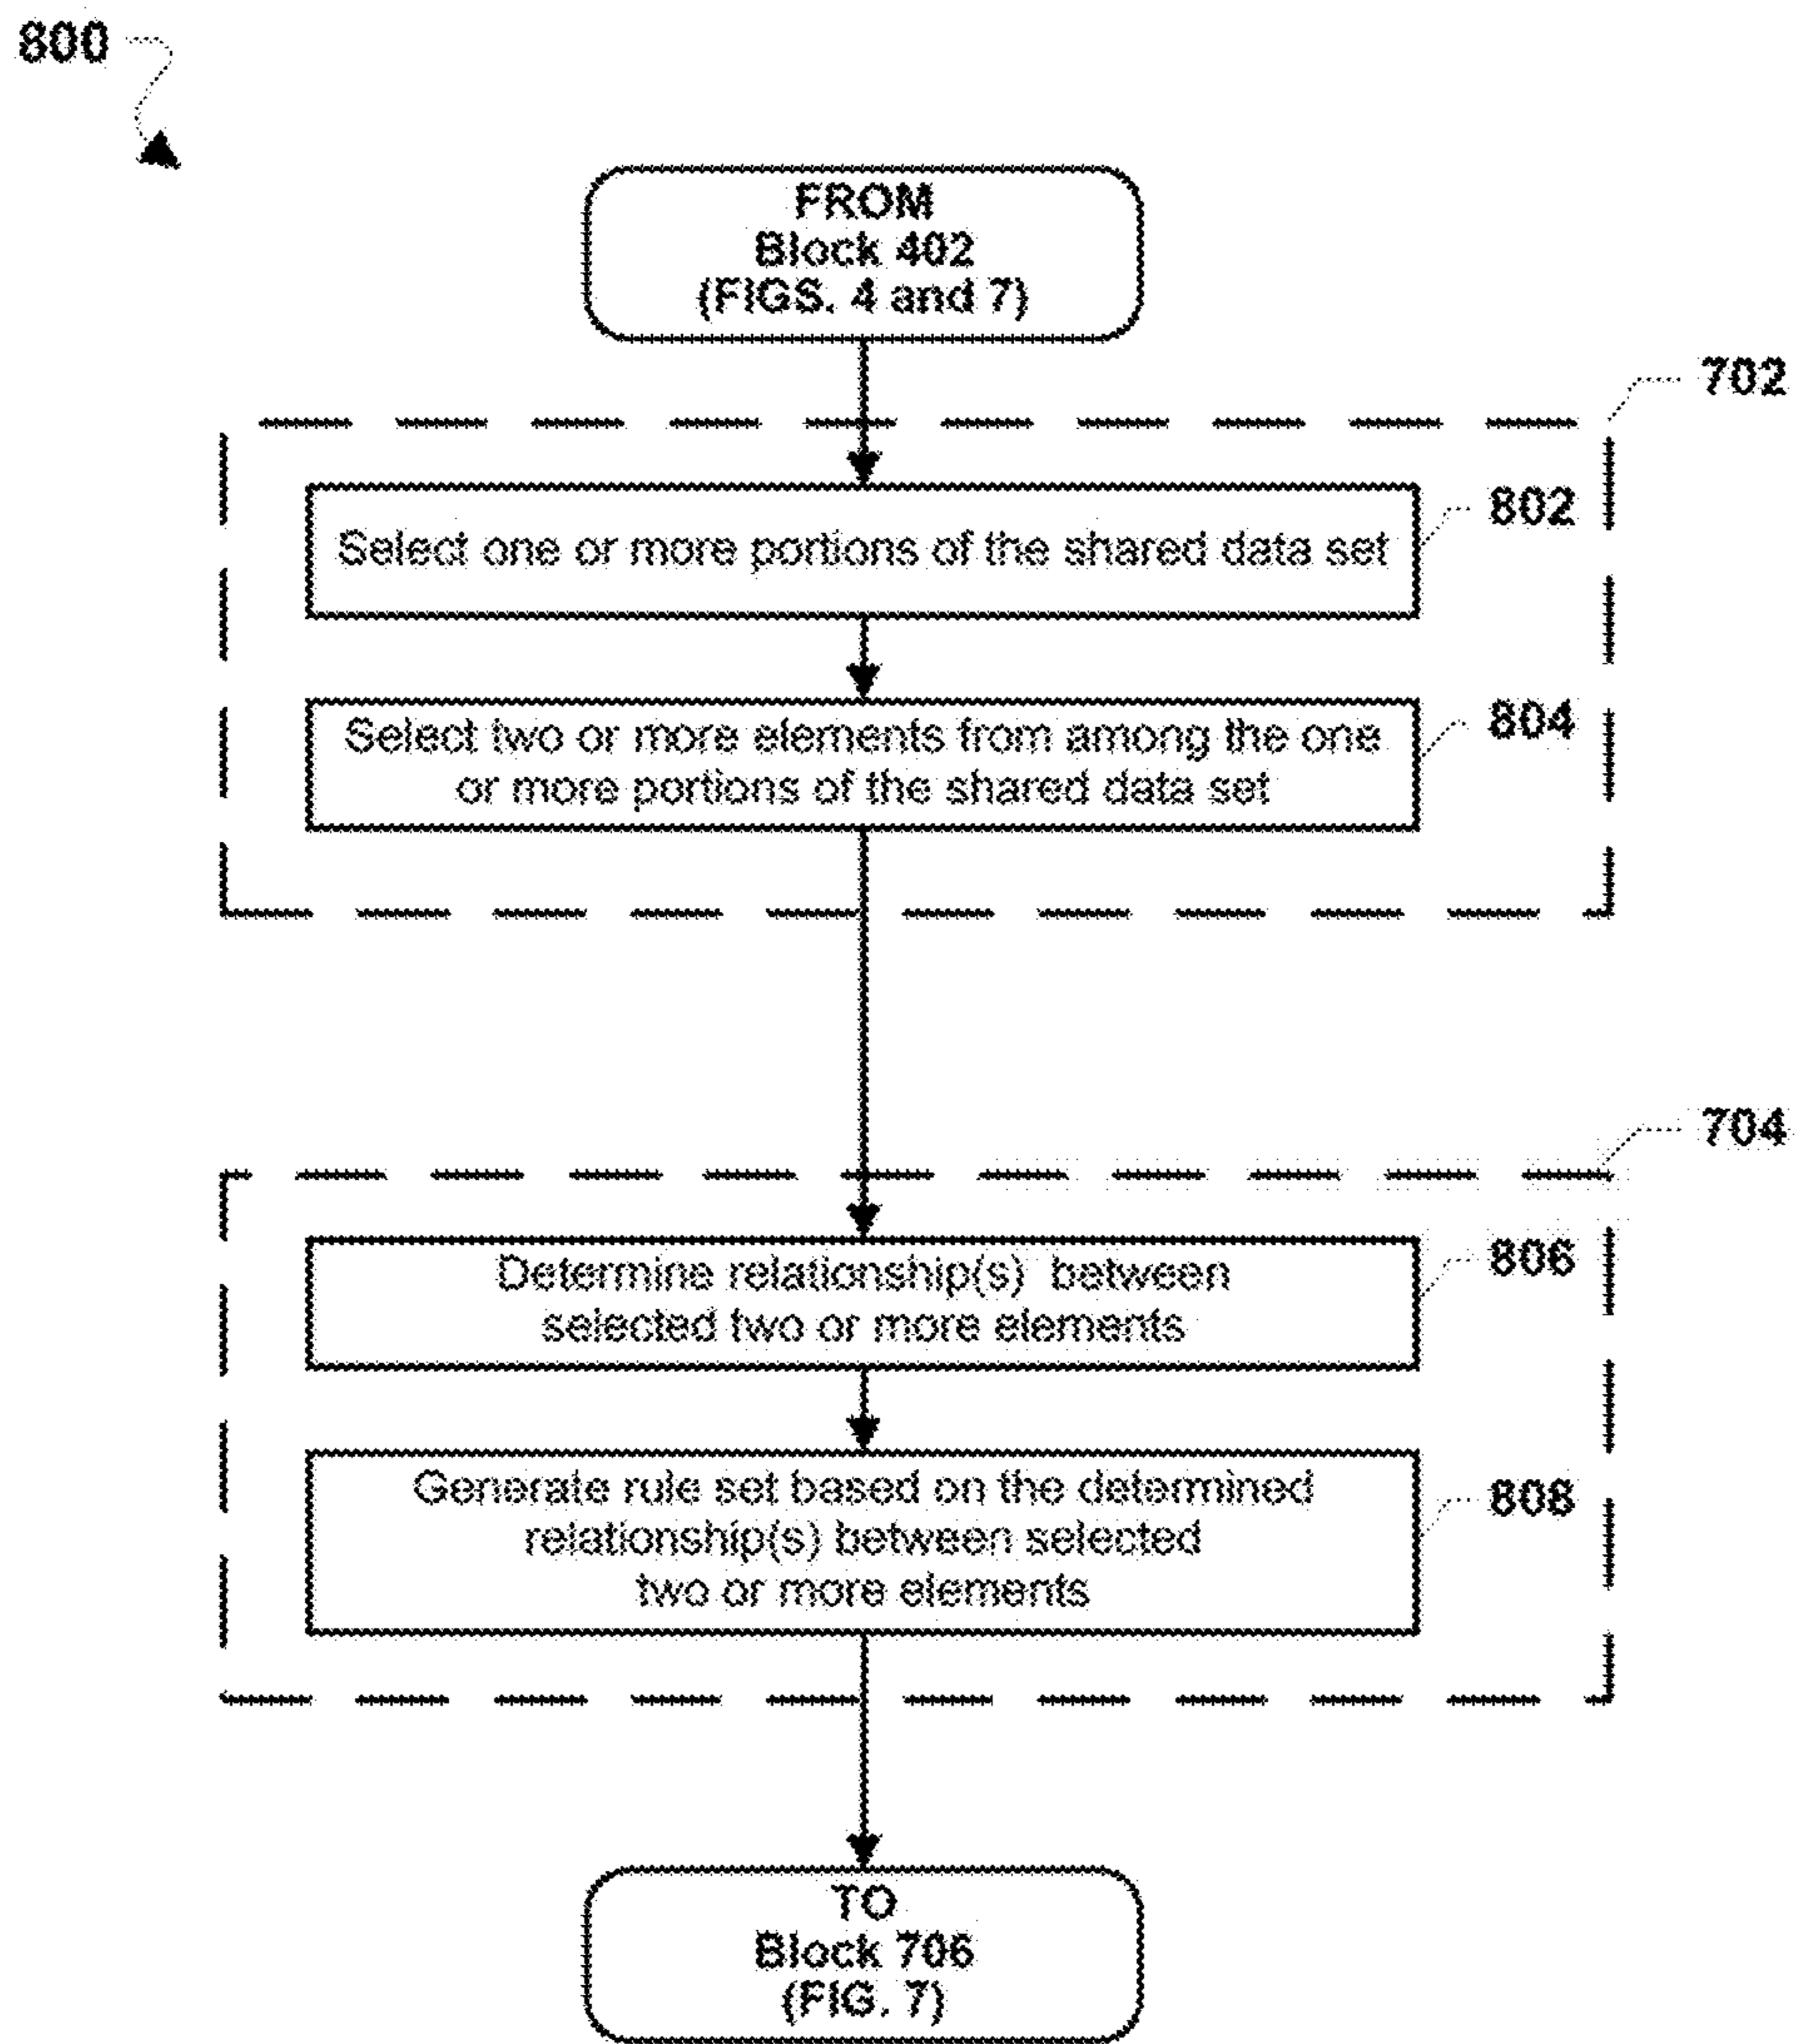 800
FROM
Block 402
(FIGS. 4 and 7)
702
802
Select one or more portions of the shared data set
804
Select two or more elements from among the one
or more portions of the shared data set
704
806
Determine relationship(s) between
selected two or more elements
808
Generate rule set based on the determined
relationship(s) between selected
two or more elements
TO
Block 706
(FIG. 7)